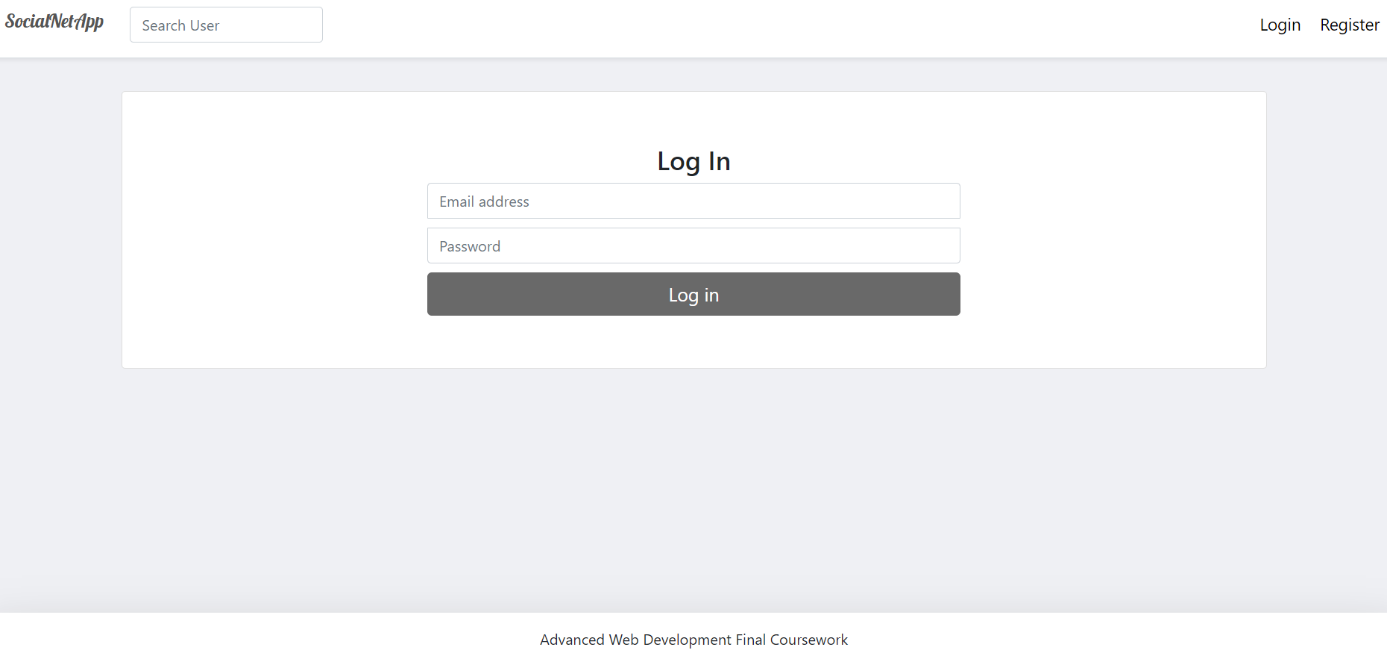 SocialNetApp
Search User
Login
Register
Log In
Email address
Password
Log in
Advanced Web Development Final Coursework